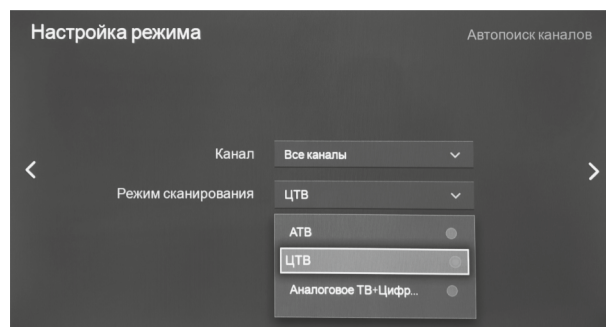 Настройка режима
Автопоиск каналов
Канал
Все каналы
Режим сканирования
ЦТВ
АТВ
ЦТВ
Аналоговое ТВ+Цифр...